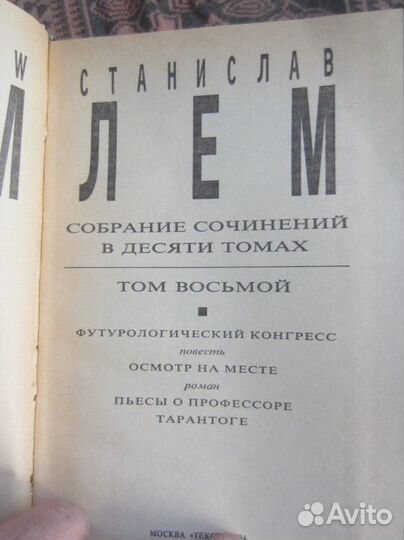 W
М
СТАНИСЛАВ
ЛЕМ
СОБРАНИЕ СОЧИНЕНИЙ
В ДЕСЯТИ ТОМАХ
ТОМ ВОСЬМОЙ
ФУТУРОЛОГИЧЕСКИЙ КОНГРЕСС
повесть
ОСМОТР НА МЕСТЕ
роман
ПЬЕСЫ О ПРОФЕССОРЕ
ТАРАНТОГЕ
МОСКВА
Avito